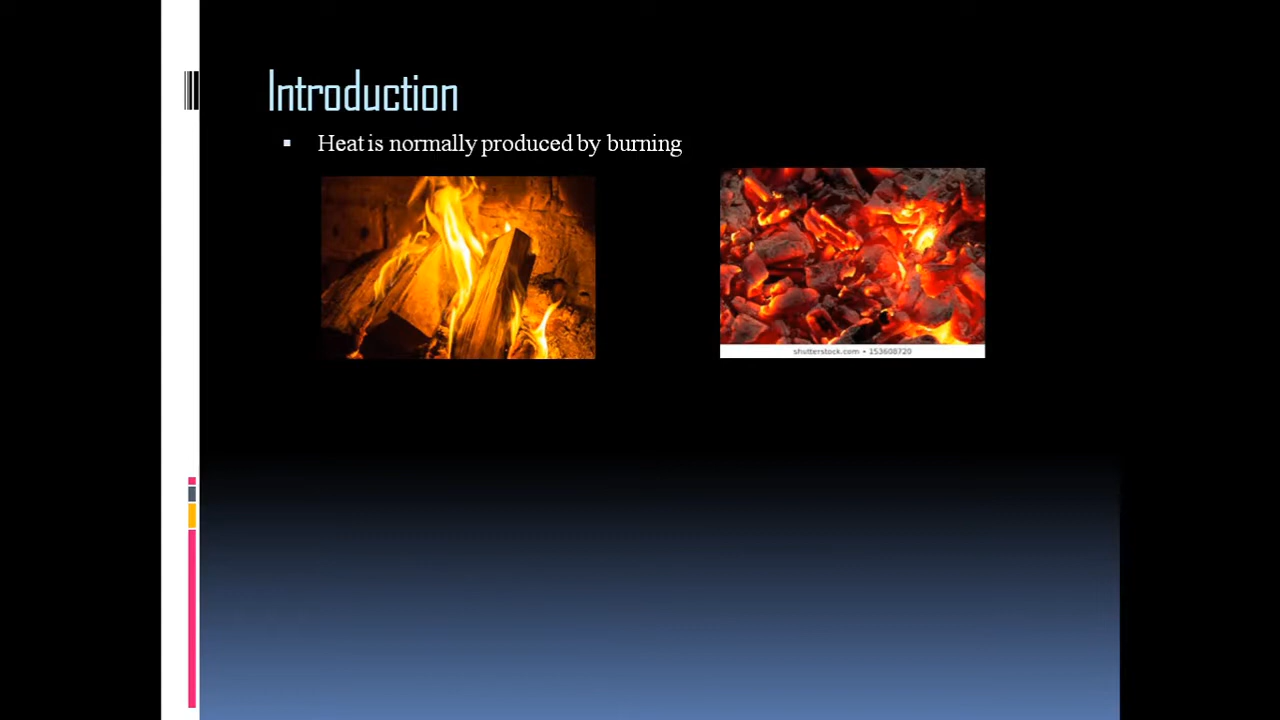 Introduction
Heat is normally produced by burning
shutterstock.com • 153608720